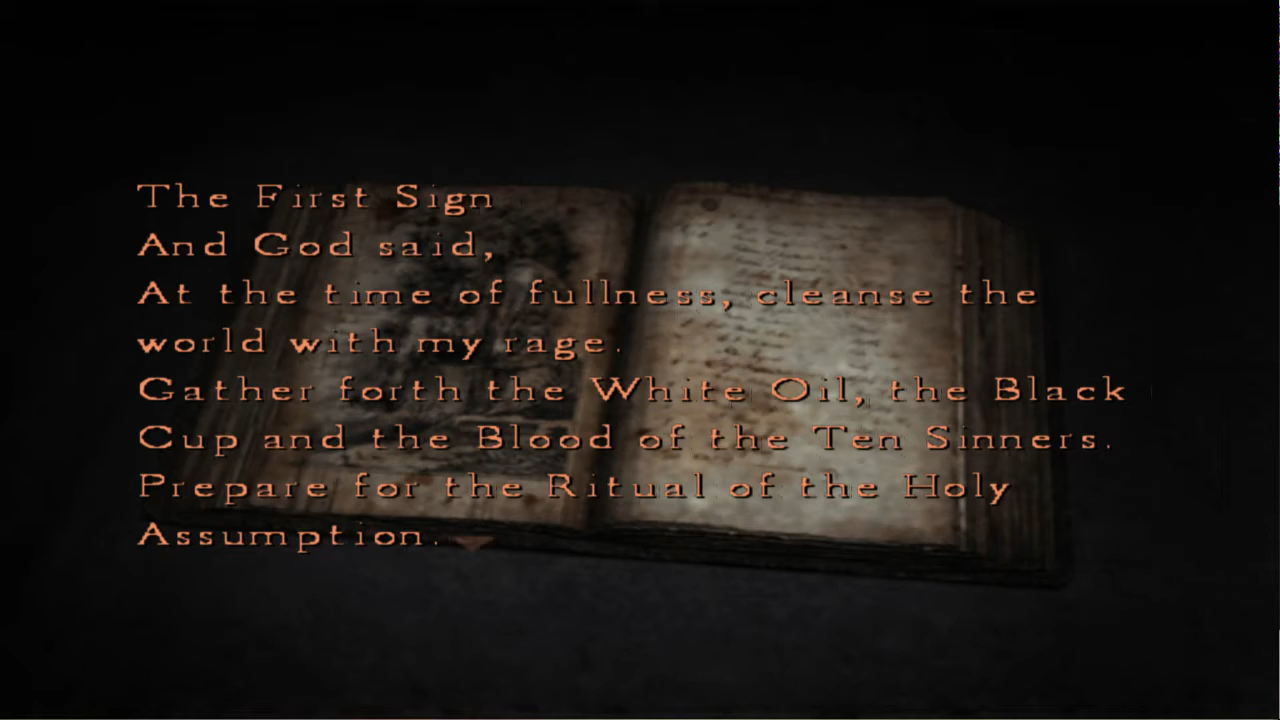 The First Sign
And God said,
At the time of fullness, cleanse the
world with my rage.
Gather forth the White Oil, the Black
Cup and the Blood of the Ten Sinners.
Prepare for the Ritual of the Holy
Assumption.